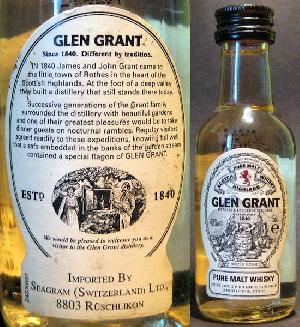 GLEN GRANT
Since 1840. Different by tradition.
IN 1840 James and John Grant came to
the little town of Rothes in the heart of the
Scottish Highlands. At the foot of a deep valley
they built a distillery that still stands there today.
Successive generations of the Grant family
surrounded the distillery with beautiful gardens
and one of their greatest pleasures would be to take
dinner guests on nocturnal rambles. Regular visitors
agreed readily to these expeditions, knowing full well
that a safe embedded in the banks of the garden stream
contained a special flagon of GLEN GRANT.
ESTD 1840
We would be pleased to welcome you as a
visitor to the Glen Grant distillery.
IMPORTED BY
SEAGRAM (SWITZERLAND) LTD.,
8803 RÜSCHLIKON
PURE MALT
HIGHLAND
GLEN GRANT
1840
PURE MALT WHISKY